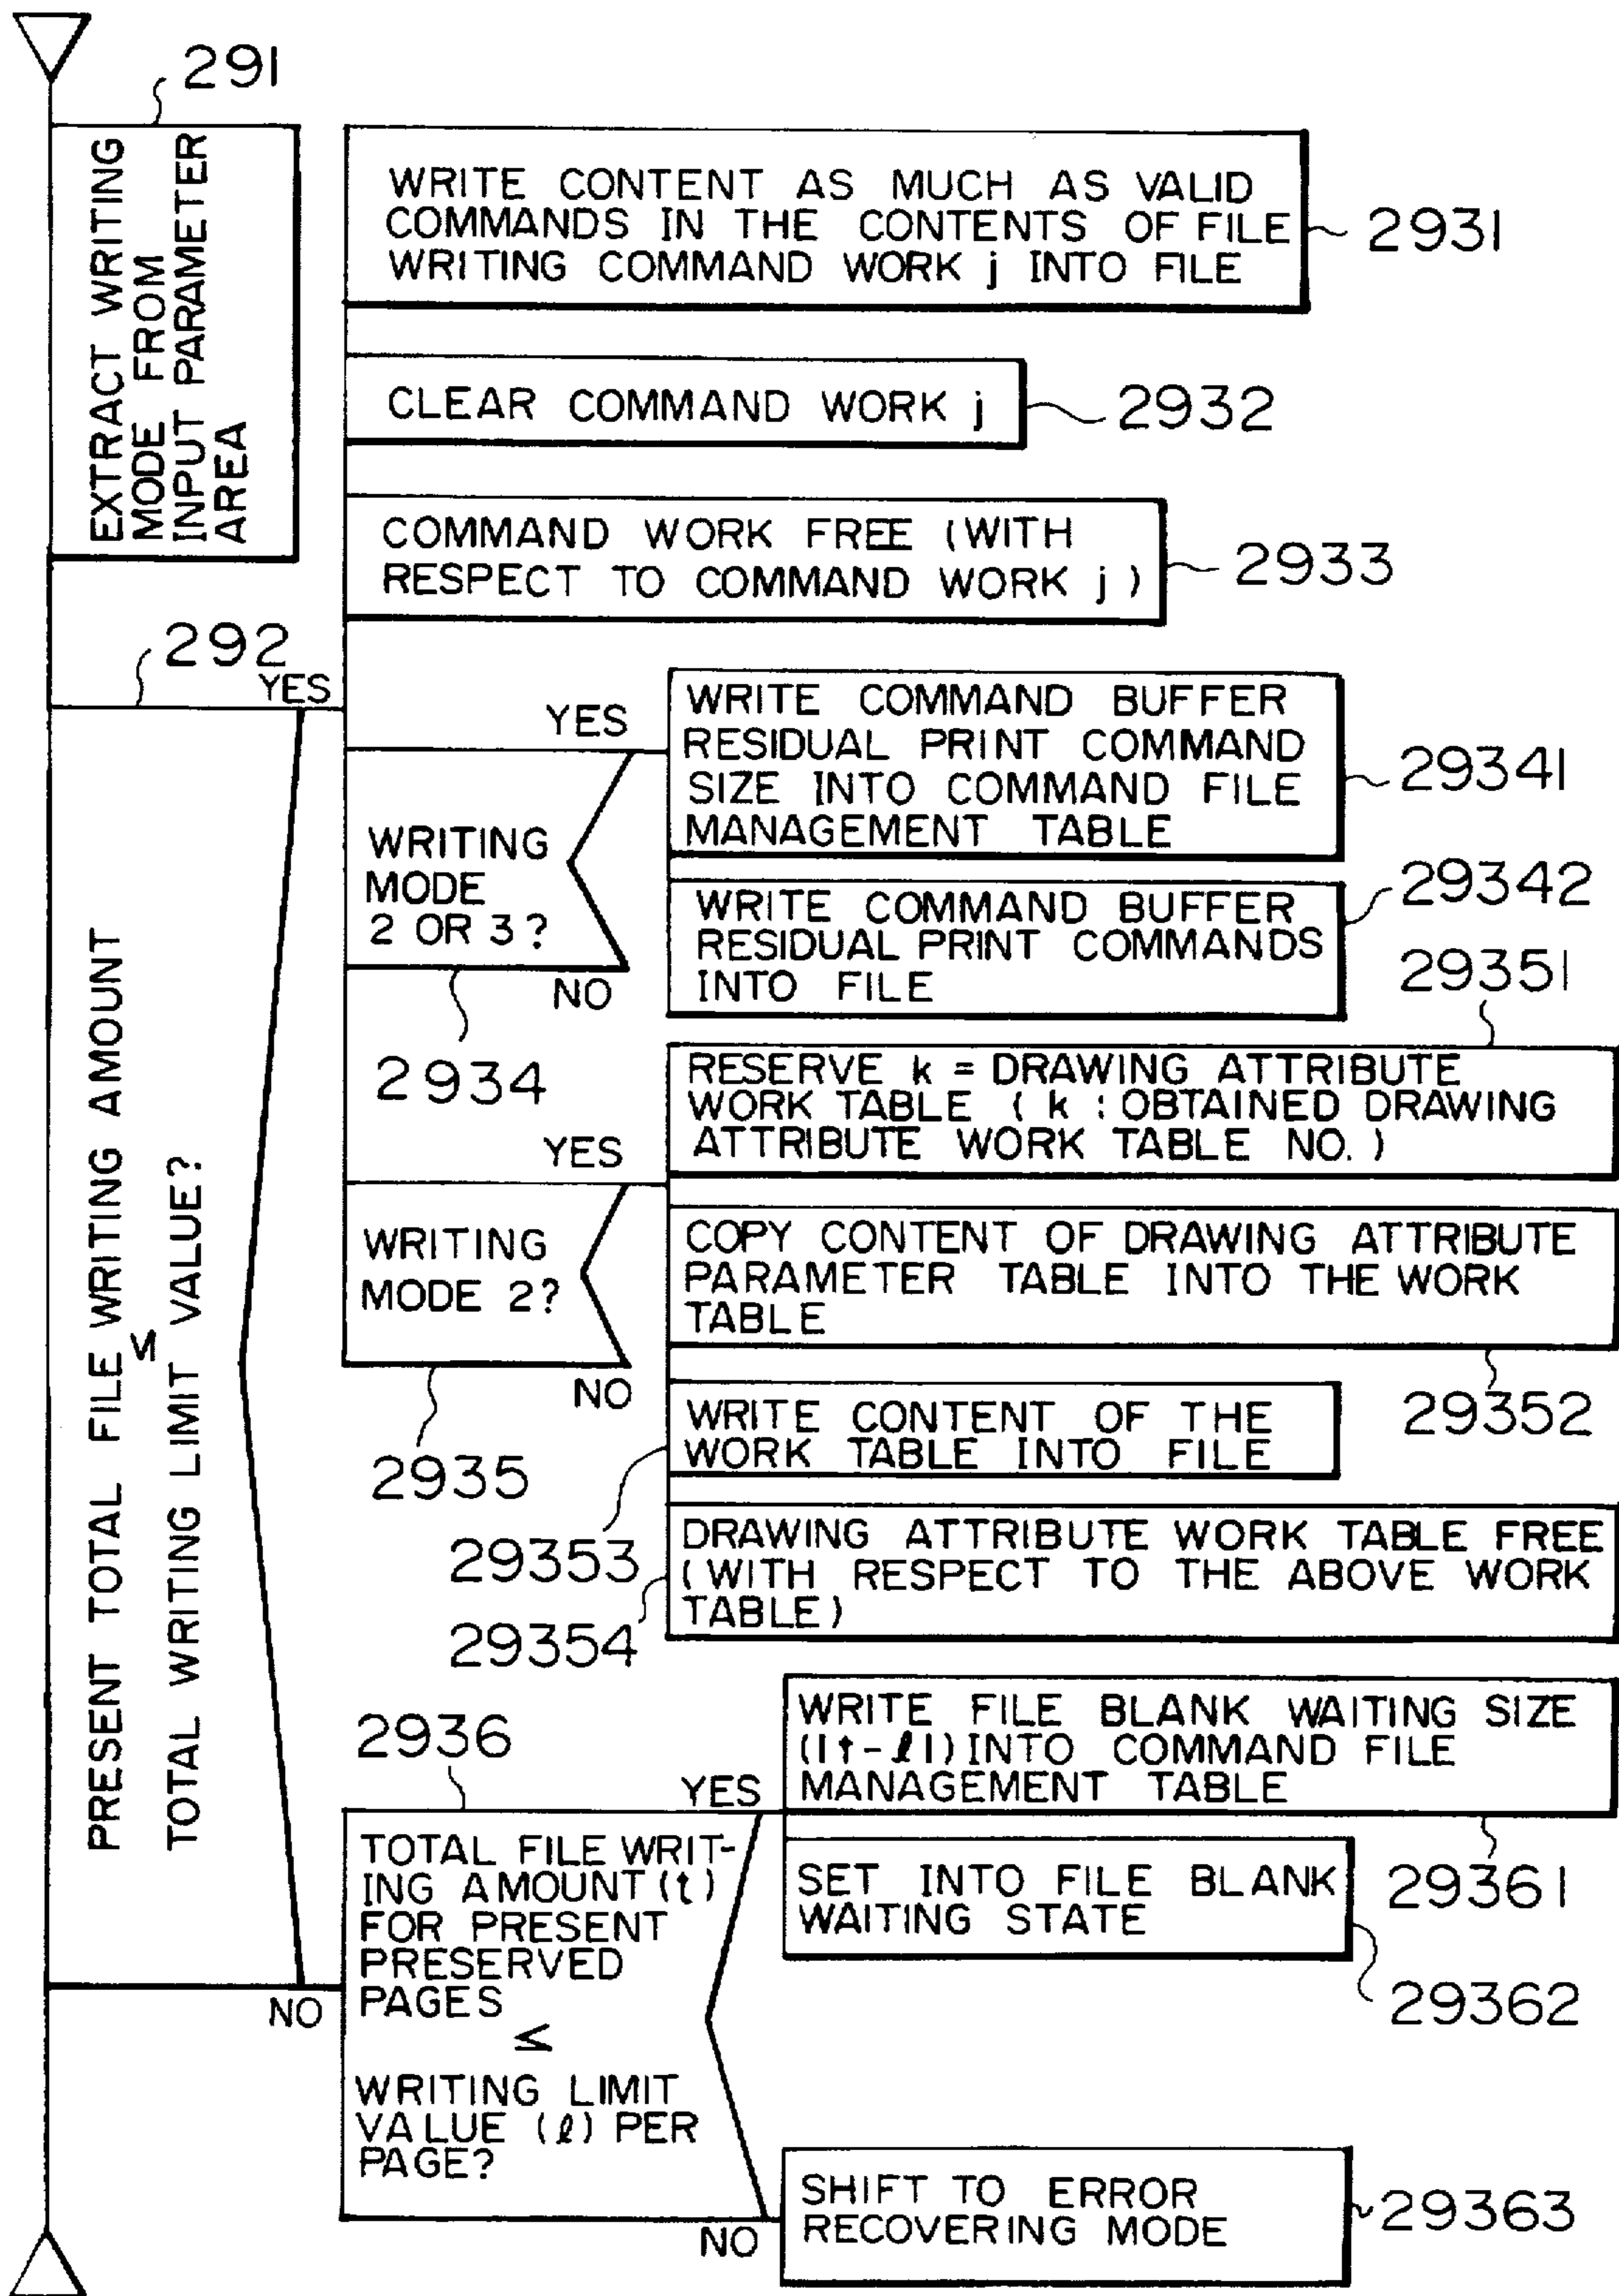 291
EXTRACT WRITING
MODE FROM
INPUT PARAMETER
AREA
WRITE CONTENT AS MUCH AS VALID
COMMANDS IN THE CONTENTS OF FILE
WRITING COMMAND WORK j INTO FILE
2931
CLEAR COMMAND WORK j
2932
COMMAND WORK FREE (WITH
RESPECT TO COMMAND WORK j)
2933
292
YES
PRESENT TOTAL FILE WRITING AMOUNT
≤
TOTAL WRITING LIMIT VALUE?
NO
YES
WRITING
MODE
2 OR 3?
NO
2934
WRITE COMMAND BUFFER
RESIDUAL PRINT COMMAND
SIZE INTO COMMAND FILE
MANAGEMENT TABLE
29341
WRITE COMMAND BUFFER
RESIDUAL PRINT COMMANDS
INTO FILE
29342
YES
WRITING
MODE 2?
NO
2935
29351
RESERVE k = DRAWING ATTRIBUTE
WORK TABLE (k : OBTAINED DRAWING
ATTRIBUTE WORK TABLE NO.)
COPY CONTENT OF DRAWING ATTRIBUTE
PARAMETER TABLE INTO THE WORK
TABLE
29352
WRITE CONTENT OF THE
WORK TABLE INTO FILE
29353
DRAWING ATTRIBUTE WORK TABLE FREE
(WITH RESPECT TO THE ABOVE WORK
TABLE)
29354
2936
YES
TOTAL FILE WRIT-
ING AMOUNT (t)
FOR PRESENT
PRESERVED
PAGES
≤
WRITING LIMIT
VALUE (ℓ) PER
PAGE?
NO
WRITE FILE BLANK WAITING SIZE
(|t-ℓ|) INTO COMMAND FILE
MANAGEMENT TABLE
29361
SET INTO FILE BLANK
WAITING STATE
29362
SHIFT TO ERROR
RECOVERING MODE
29363